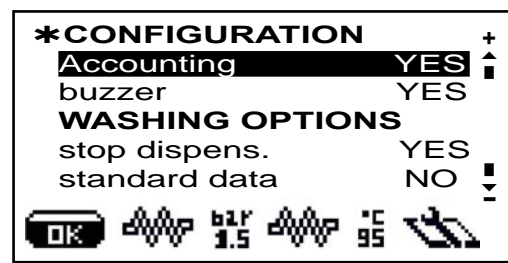 *CONFIGURATION +
Accounting YES
buzzer YES
WASHING OPTIONS
stop dispens. YES
standard data NO -
OK bar 1.5 °C 95